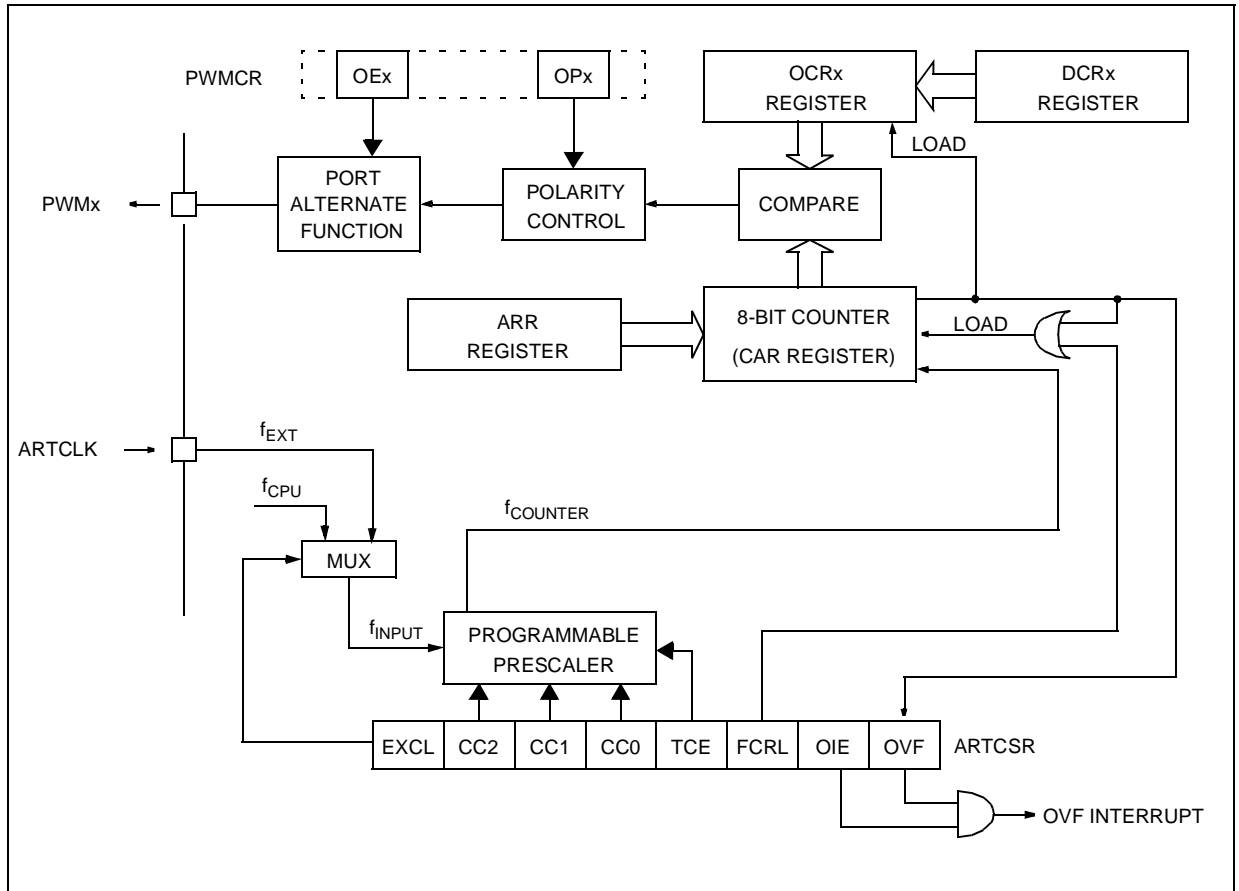 PWMCR
OEx
OPx
OCRx
REGISTER
DCRx
REGISTER
LOAD
PWMx
PORT
ALTERNATE
FUNCTION
POLARITY
CONTROL
COMPARE
ARR
REGISTER
8-BIT COUNTER
(CAR REGISTER)
LOAD
ARTCLK
fEXT
fCPU
MUX
fCOUNTER
fINPUT
PROGRAMMABLE
PRESCALER
EXCL CC2 CC1 CC0 TCE FCRL OIE OVF ARTCSR
OVF INTERRUPT